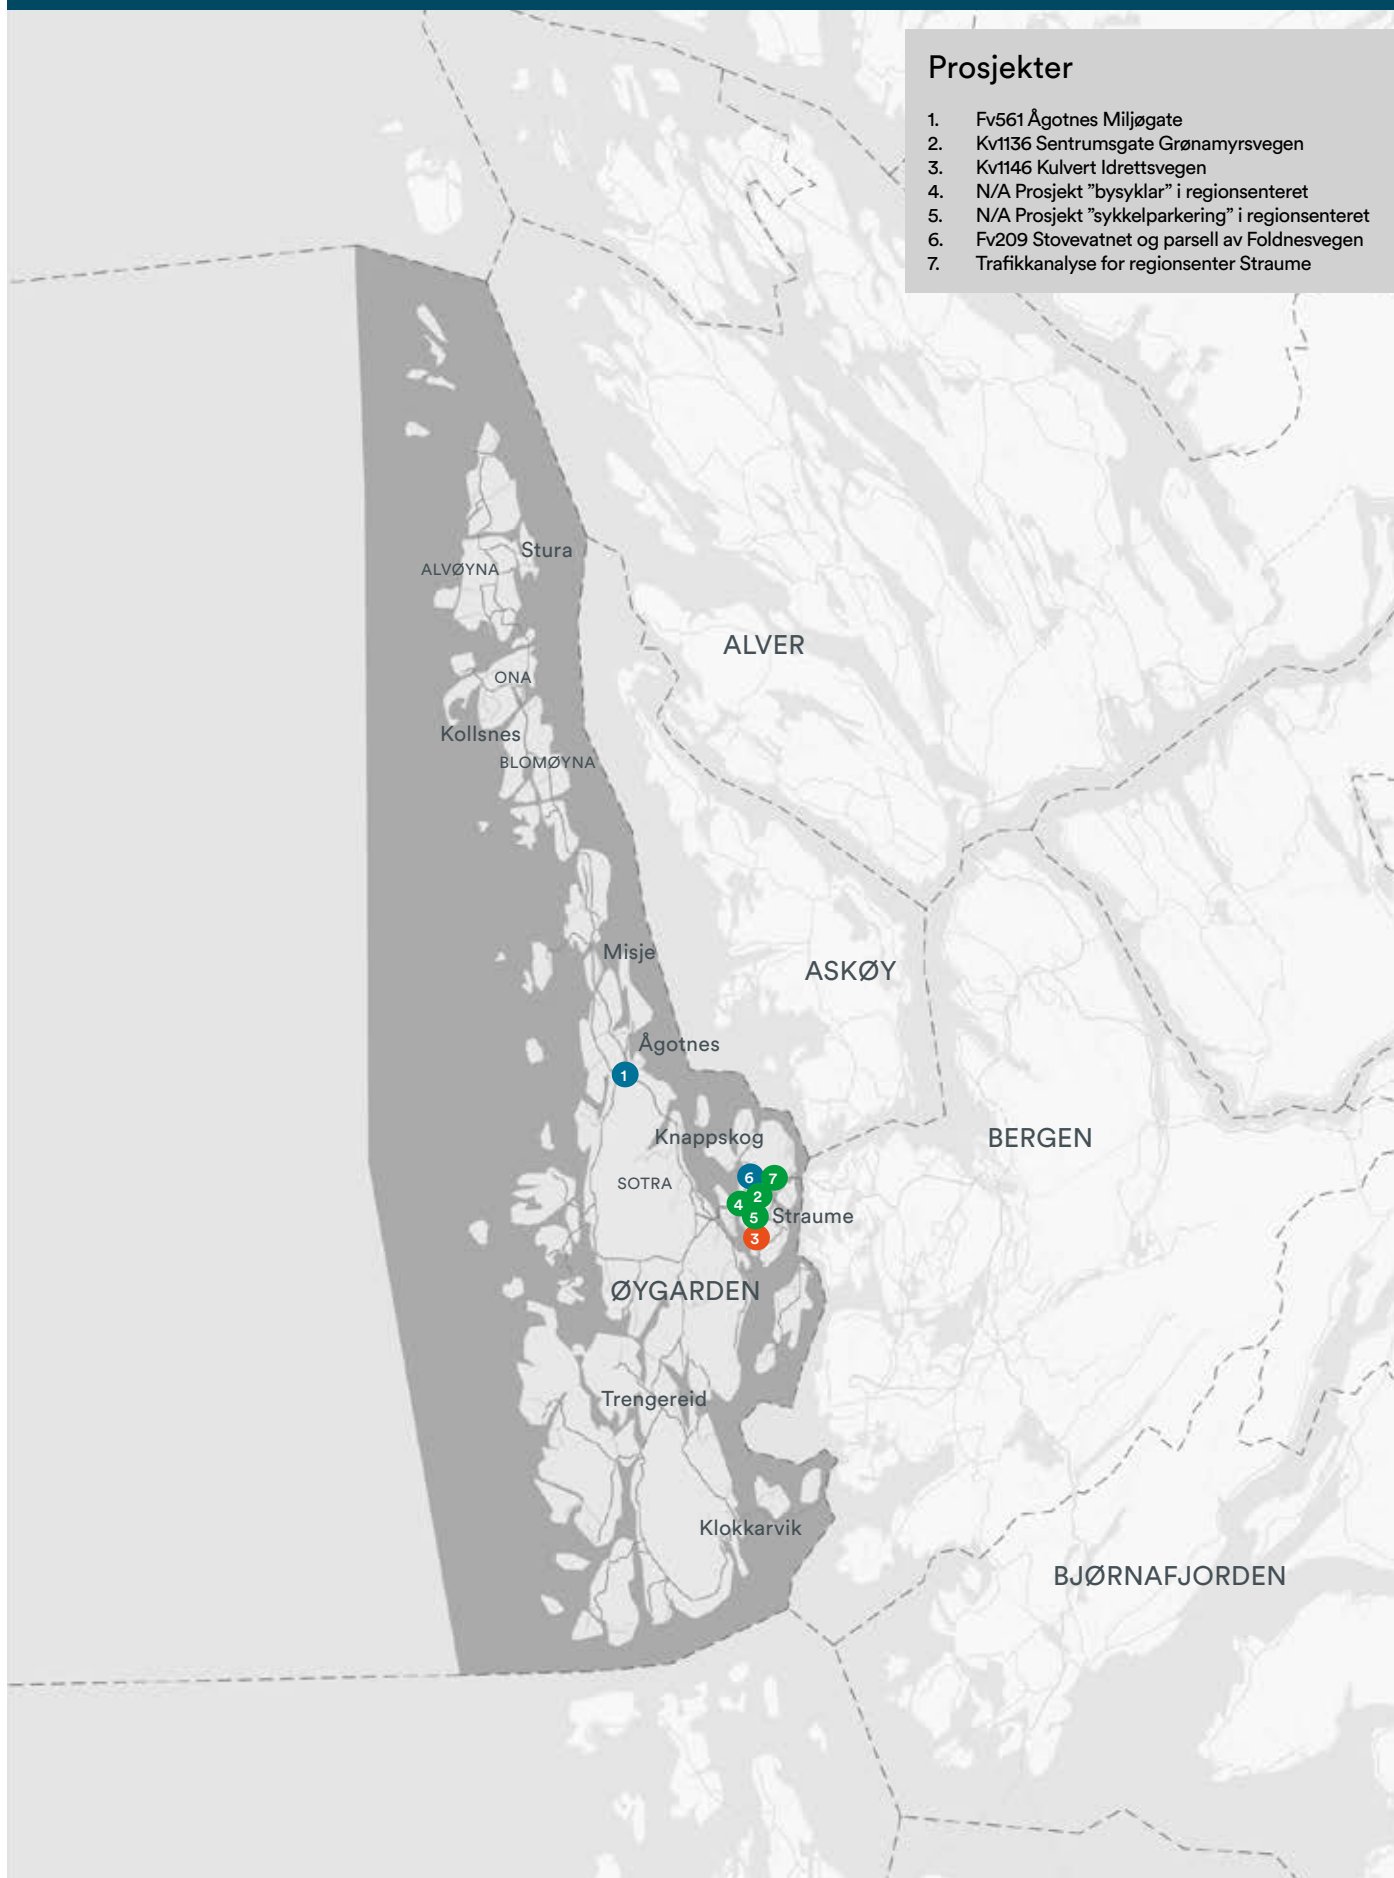 Prosjekter
1. Fv561 Ågotnes Miljøgate
2. Kv1136 Sentrumsgate Grønamyrsvegen
3. Kv1146 Kulvert Idrettsvegen
4. N/A Prosjekt ”bysyklar” i regionsenteret
5. N/A Prosjekt ”sykkelparkering” i regionsenteret
6. Fv209 Stovevatnet og parsell av Foldnesvegen
7. Trafikkanalyse for regionsenter Straume
Stura
ALVØYNA
ALVER
ONA
Kollsnes
BLOMØYNA
Misje
ASKØY
Ågotnes
1
Knappskog
BERGEN
6
7
SOTRA
2
4
5
Straume
3
ØYGARDEN
Trengereid
Klokkarvik
BJØRNAFJORDEN